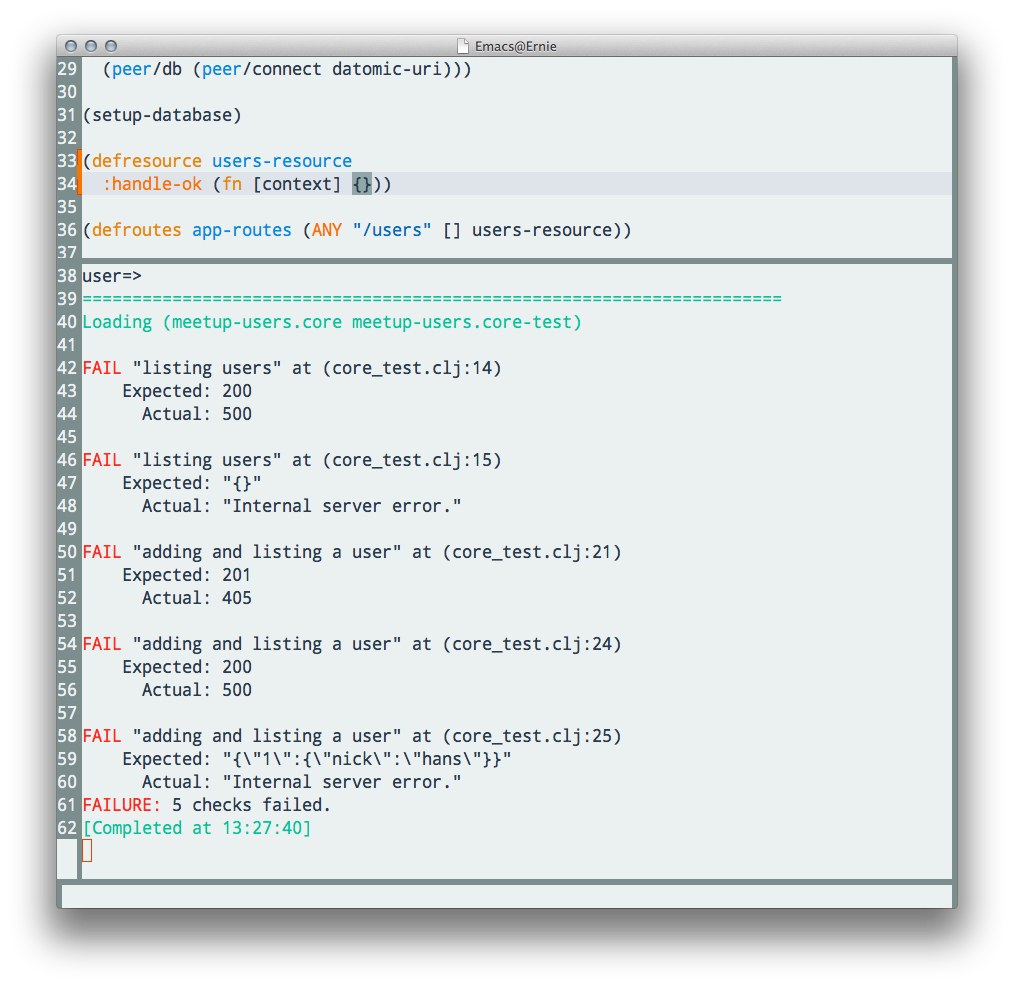 Emacs@Ernie
29   (peer/db (peer/connect datomic-uri)))
30
31 (setup-database)
32
33 (defresource users-resource
34   :handle-ok (fn [context] {}))
35
36 (defroutes app-routes (ANY "/users" [] users-resource))
37
38 user=>
39 ======================================================================
40 Loading (meetup-users.core meetup-users.core-test)
41
42 FAIL "listing users" at (core_test.clj:14)
43     Expected: 200
44       Actual: 500
45
46 FAIL "listing users" at (core_test.clj:15)
47     Expected: "{}"
48       Actual: "Internal server error."
49
50 FAIL "adding and listing a user" at (core_test.clj:21)
51     Expected: 201
52       Actual: 405
53
54 FAIL "adding and listing a user" at (core_test.clj:24)
55     Expected: 200
56       Actual: 500
57
58 FAIL "adding and listing a user" at (core_test.clj:25)
59     Expected: "{\"1\":{\"nick\":\"hans\"}}"
60       Actual: "Internal server error."
61 FAILURE: 5 checks failed.
62 [Completed at 13:27:40]